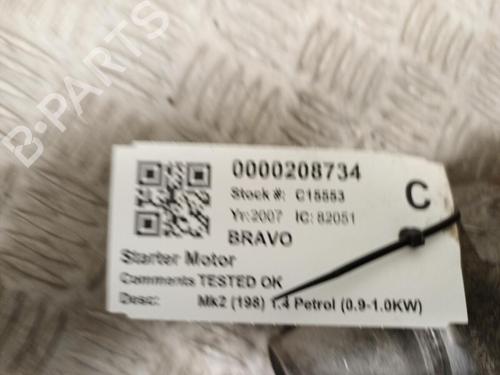 B-PARTS
0000208734
Stock #: C15553
C
Yr: 2007 IC: 82051
BRAVO
Starter Motor
Comments TESTED OK
Desc: Mk2 (198) 1.4 Petrol (0.9-1.0KW)